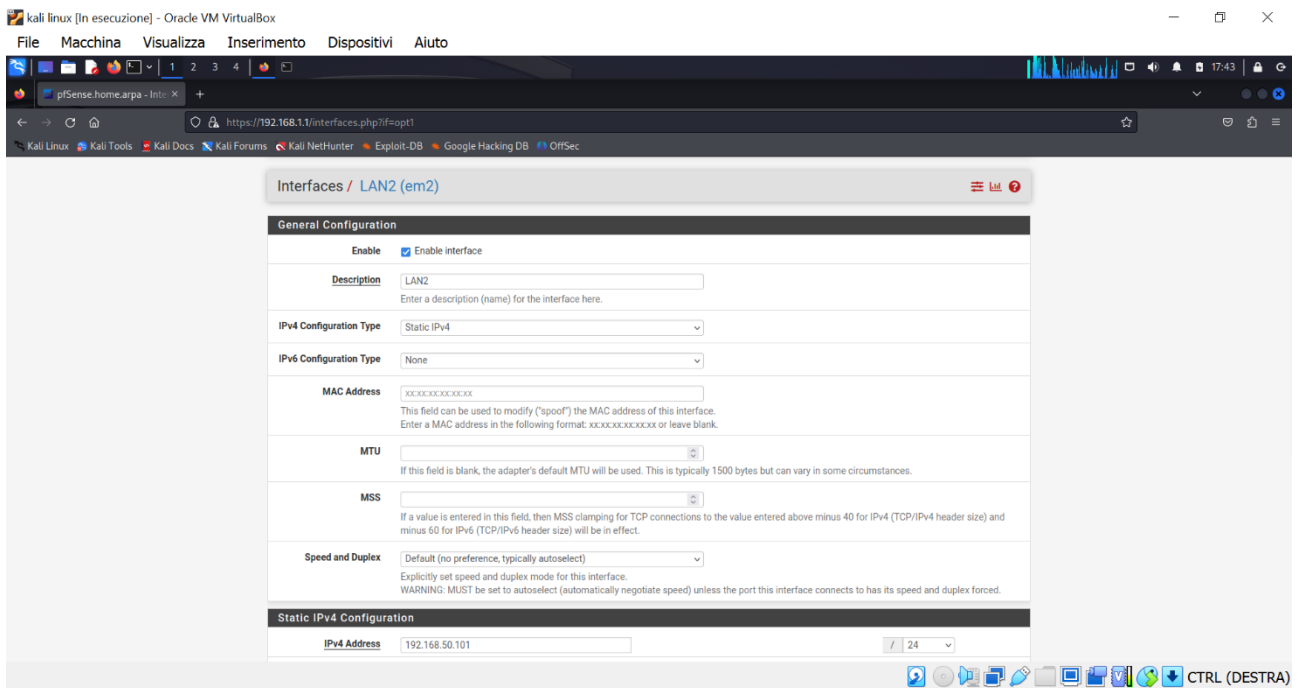 kali linux [In esecuzione] - Oracle VM VirtualBox
File Macchina Visualizza Inserimento Dispositivi Aiuto
1 2 3 4 17:43
pfSense.home.arpa - Inte
https://192.168.1.1/interfaces.php?if=opt1
Kali Linux Kali Tools Kali Docs Kali Forums Kali NetHunter Exploit-DB Google Hacking DB OffSec
Interfaces / LAN2 (em2)
General Configuration
Enable Enable interface
Description LAN2
Enter a description (name) for the interface here.
IPv4 Configuration Type Static IPv4
IPv6 Configuration Type None
MAC Address xx:xx:xx:xx:xx:xx
This field can be used to modify ("spoof") the MAC address of this interface.
Enter a MAC address in the following format: xx:xx:xx:xx:xx:xx or leave blank.
MTU
If this field is blank, the adapter's default MTU will be used. This is typically 1500 bytes but can vary in some circumstances.
MSS
If a value is entered in this field, then MSS clamping for TCP connections to the value entered above minus 40 for IPv4 (TCP/IPv4 header size) and
minus 60 for IPv6 (TCP/IPv6 header size) will be in effect.
Speed and Duplex Default (no preference, typically autoselect)
Explicitly set speed and duplex mode for this interface.
WARNING: MUST be set to autoselect (automatically negotiate speed) unless the port this interface connects to has its speed and duplex forced.
Static IPv4 Configuration
IPv4 Address 192.168.50.101 / 24
CTRL (DESTRA)